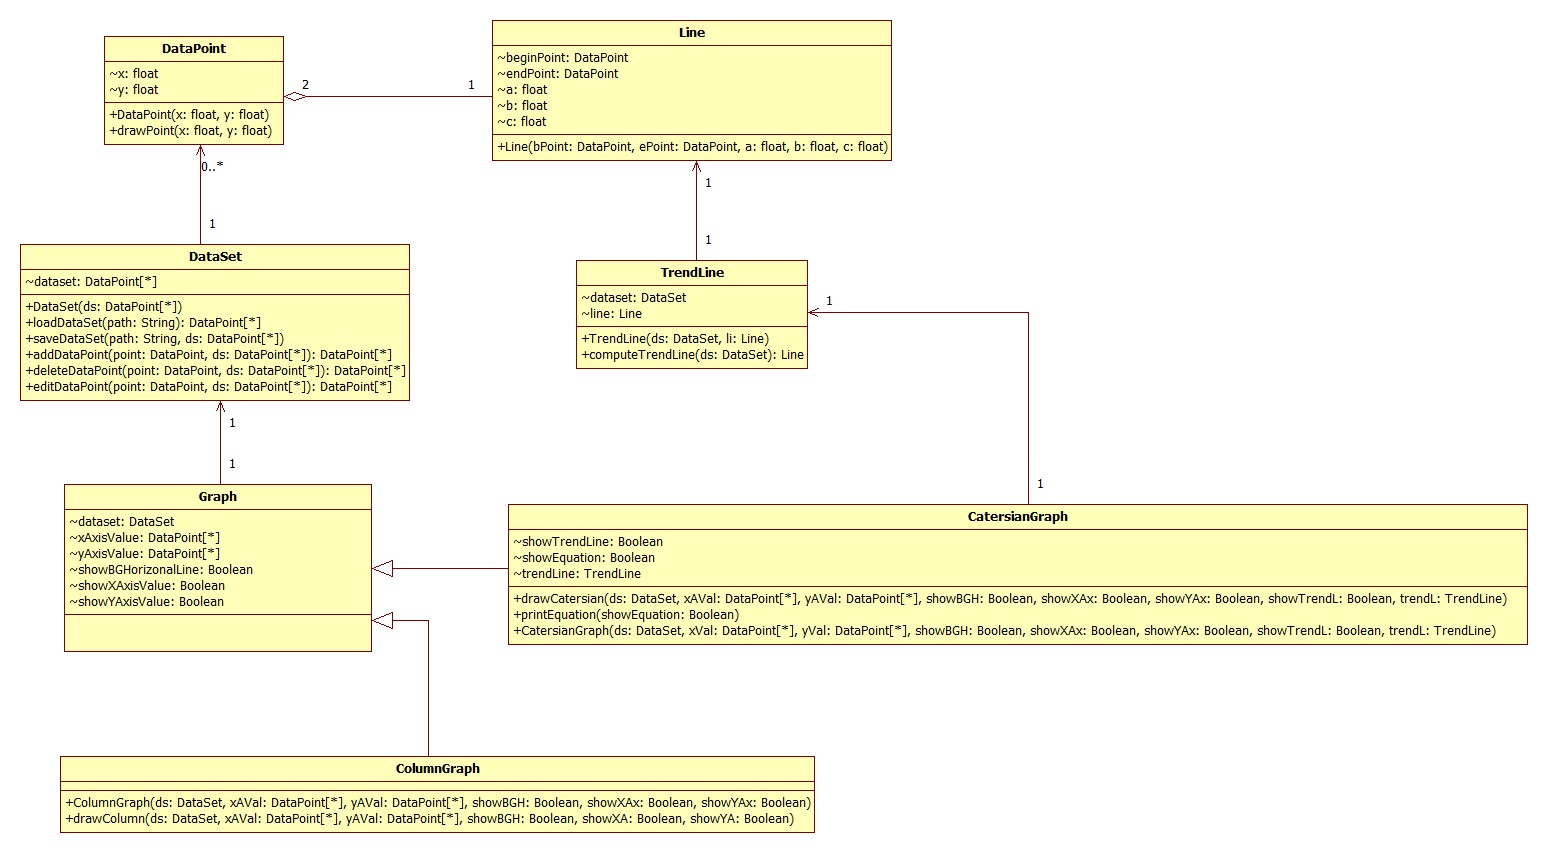 DataPoint
~x: float
~y: float
+DataPoint(x: float, y: float)
+drawPoint(x: float, y: float)
2
1
Line
~beginPoint: DataPoint
~endPoint: DataPoint
~a: float
~b: float
~c: float
+Line(bPoint: DataPoint, ePoint: DataPoint, a: float, b: float, c: float)
0..*
1
1
1
DataSet
~dataset: DataPoint[*]
+DataSet(ds: DataPoint[*])
+loadDataSet(path: String): DataPoint[*]
+saveDataSet(path: String, ds: DataPoint[*])
+addDataPoint(point: DataPoint, ds: DataPoint[*]): DataPoint[*]
+deleteDataPoint(point: DataPoint, ds: DataPoint[*]): DataPoint[*]
+editDataPoint(point: DataPoint, ds: DataPoint[*]): DataPoint[*]
TrendLine
~dataset: DataSet
~line: Line
+TrendLine(ds: DataSet, li: Line)
+computeTrendLine(ds: DataSet): Line
1
1
1
1
Graph
~dataset: DataSet
~xAxisValue: DataPoint[*]
~yAxisValue: DataPoint[*]
~showBGHorizonalLine: Boolean
~showXAxisValue: Boolean
~showYAxisValue: Boolean
CatersianGraph
~showTrendLine: Boolean
~showEquation: Boolean
~trendLine: TrendLine
+drawCatersian(ds: DataSet, xAVal: DataPoint[*], yAVal: DataPoint[*], showBGH: Boolean, showXAx: Boolean, showYAx: Boolean, showTrendL: Boolean, trendL: TrendLine)
+printEquation(showEquation: Boolean)
+CatersianGraph(ds: DataSet, xVal: DataPoint[*], yVal: DataPoint[*], showBGH: Boolean, showXAx: Boolean, showYAx: Boolean, showTrendL: Boolean, trendL: TrendLine)
ColumnGraph
+ColumnGraph(ds: DataSet, xAVal: DataPoint[*], yAVal: DataPoint[*], showBGH: Boolean, showXAx: Boolean, showYAx: Boolean)
+drawColumn(ds: DataSet, xAVal: DataPoint[*], yAVal: DataPoint[*], showBGH: Boolean, showXA: Boolean, showYA: Boolean)